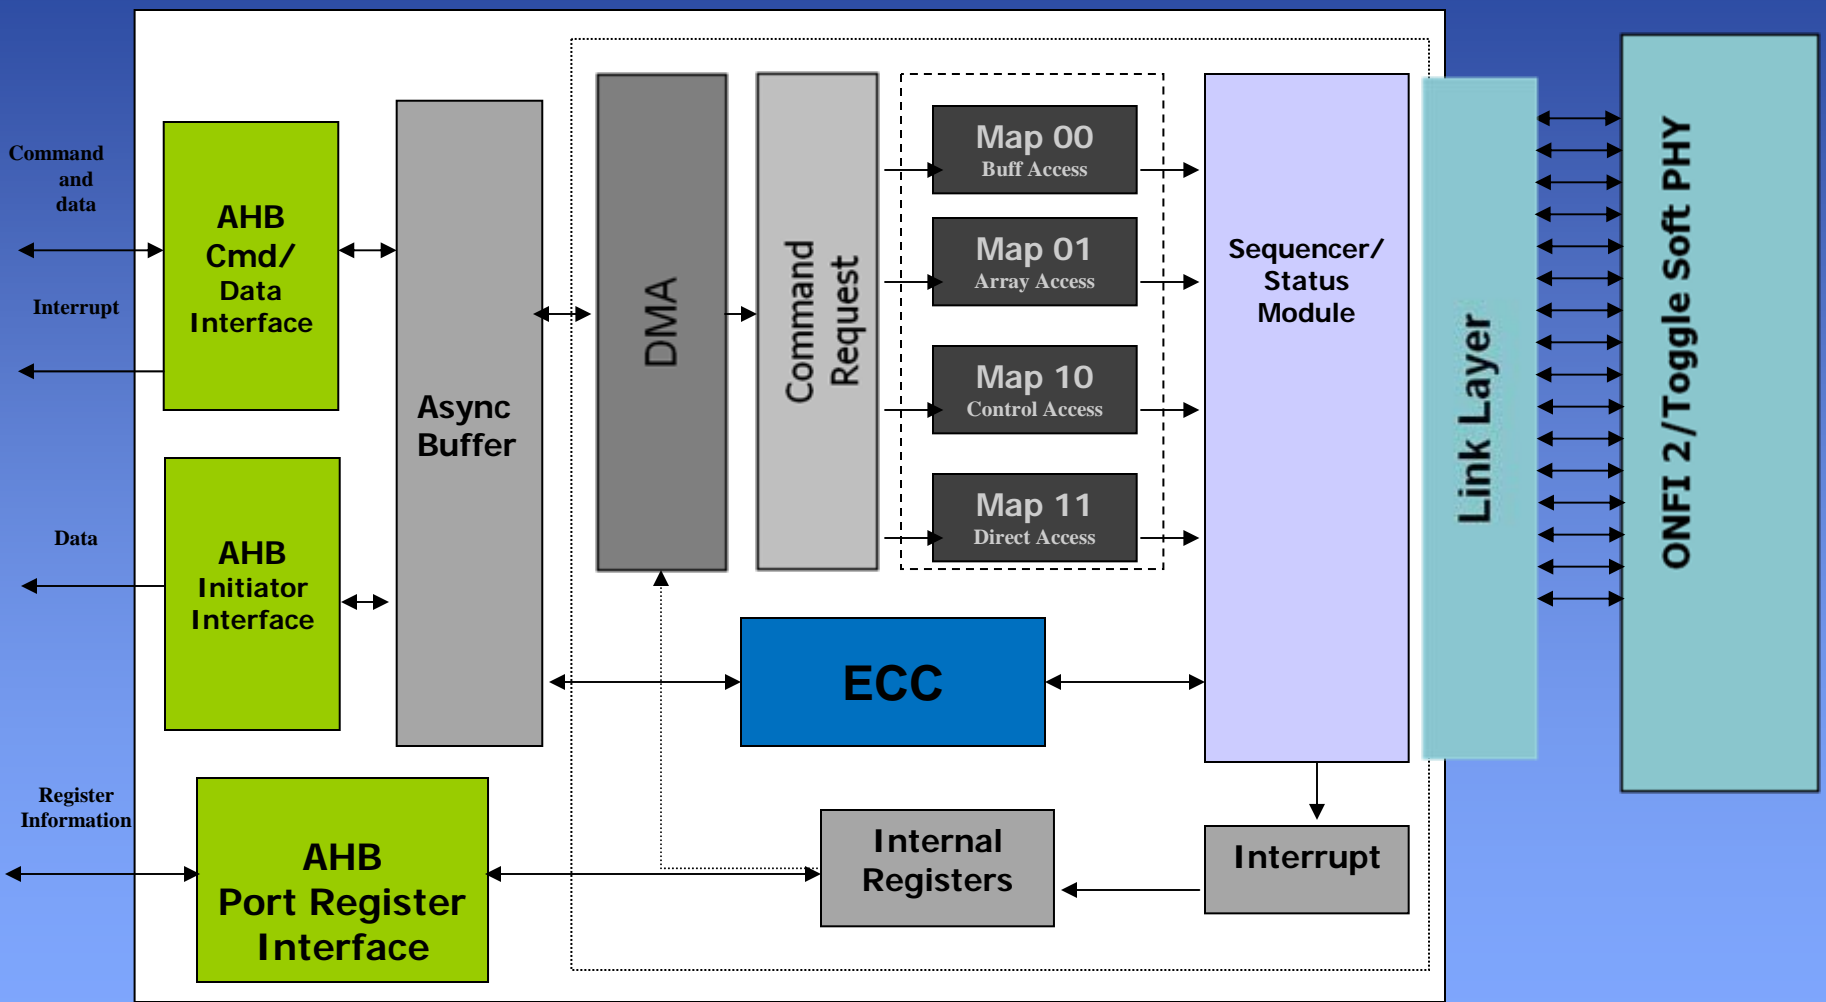 Command
and
data
Interrupt
Data
Register
Information
AHB
Cmd/
Data
Interface
AHB
Initiator
Interface
AHB
Port Register
Interface
Async
Buffer
DMA
Command
Request
Map 00
Buff Access
Map 01
Array Access
Map 10
Control Access
Map 11
Direct Access
ECC
Internal
Registers
Sequencer/
Status
Module
Interrupt
Link Layer
ONFI 2/Toggle Soft PHY